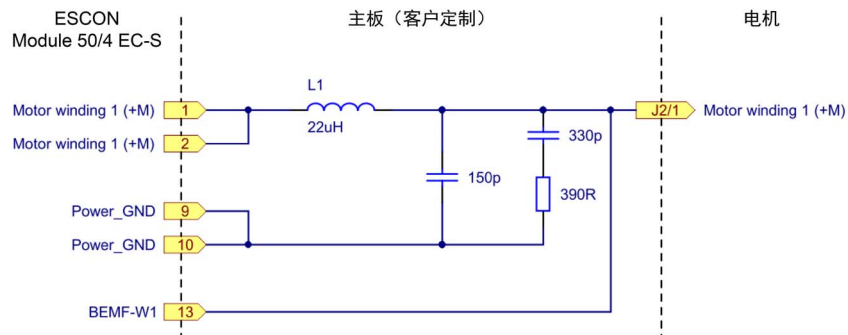 ESCON
Module 50/4 EC-S
主板（客户定制）
电机
L1
22uH
Motor winding 1 (+M) 1
Motor winding 1 (+M) 2
J2/1 Motor winding 1 (+M)
330p
150p
390R
Power_GND 9
Power_GND 10
BEMF-W1 13